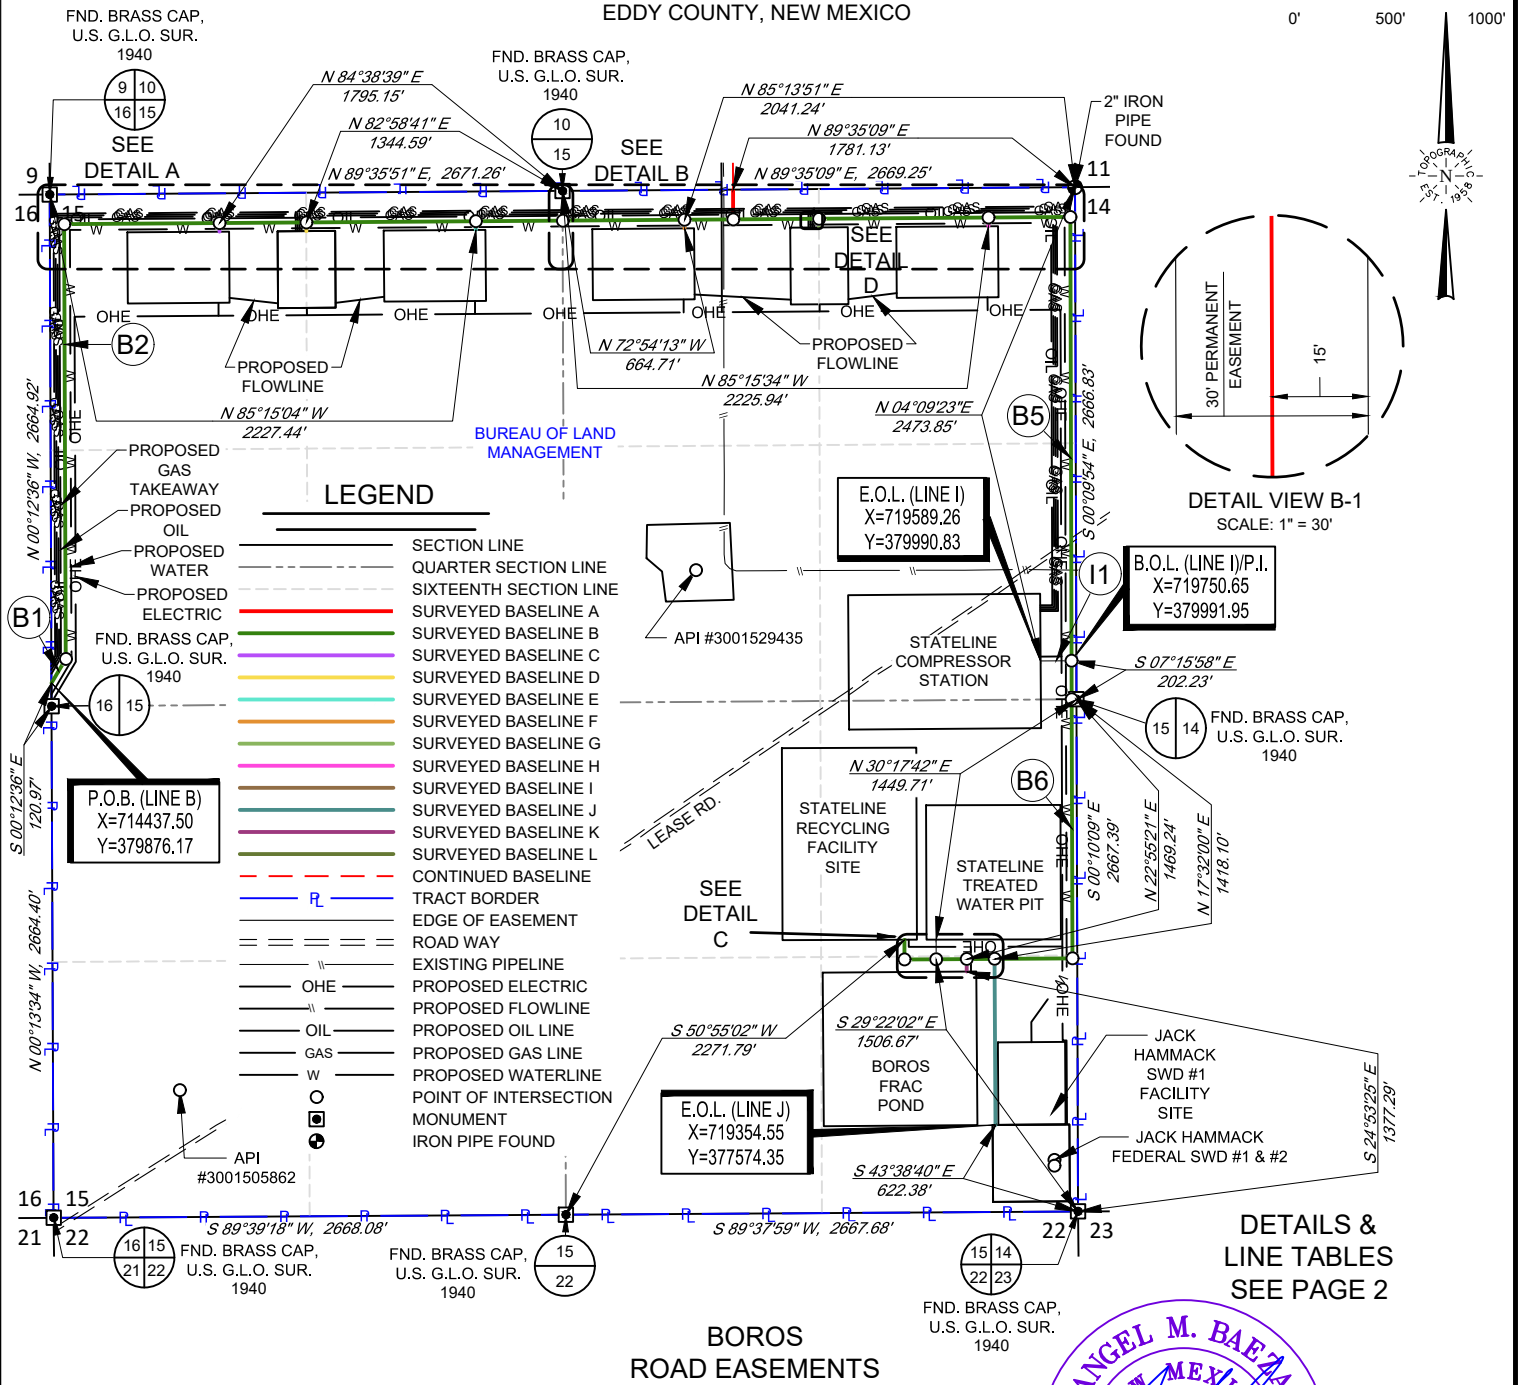 EDDY COUNTY, NEW MEXICO
0' 500' 1000'
FND. BRASS CAP,
U.S. G.L.O. SUR.
1940
9 10
16 15
SEE
DETAIL A
N 84°38'39" E
1795.15'
N 82°58'41" E
1344.59'
N 89°35'51" E, 2671.26'
FND. BRASS CAP,
U.S. G.L.O. SUR.
1940
10
15
SEE
DETAIL B
N 85°13'51" E
2041.24'
N 89°35'09" E
1781.13'
N 89°35'09" E, 2669.25'
2" IRON
PIPE
FOUND
9
16 15
11
14
TOPOGRAPHIC
N
EST. 1958
SEE
DETAIL
D
OHE OHE OHE OHE OHE OHE OHE OHE
B2
PROPOSED
FLOWLINE
N 72°54'13" W
664.71'
PROPOSED
FLOWLINE
N 85°15'34" W
2225.94'
N 85°15'04" W
2227.44'
N 04°09'23"E
2473.85'
B5
S 00°09'54" E, 2666.83'
30' PERMANENT
EASEMENT
15'
DETAIL VIEW B-1
SCALE: 1" = 30'
N 00°12'36" W, 2664.92'
BUREAU OF LAND
MANAGEMENT
PROPOSED
GAS
TAKEAWAY
PROPOSED
OIL
PROPOSED
WATER
PROPOSED
ELECTRIC
B1
FND. BRASS CAP,
U.S. G.L.O. SUR.
1940
16 15
S 00°12'36" E
120.97'
P.O.B. (LINE B)
X=714437.50
Y=379876.17
LEGEND
SECTION LINE
QUARTER SECTION LINE
SIXTEENTH SECTION LINE
SURVEYED BASELINE A
SURVEYED BASELINE B
SURVEYED BASELINE C
SURVEYED BASELINE D
SURVEYED BASELINE E
SURVEYED BASELINE F
SURVEYED BASELINE G
SURVEYED BASELINE H
SURVEYED BASELINE I
SURVEYED BASELINE J
SURVEYED BASELINE K
SURVEYED BASELINE L
CONTINUED BASELINE
PL TRACT BORDER
EDGE OF EASEMENT
ROAD WAY
EXISTING PIPELINE
OHE PROPOSED ELECTRIC
PROPOSED FLOWLINE
OIL PROPOSED OIL LINE
GAS PROPOSED GAS LINE
W PROPOSED WATERLINE
POINT OF INTERSECTION
MONUMENT
IRON PIPE FOUND
E.O.L. (LINE I)
X=719589.26
Y=379990.83
I1
B.O.L. (LINE I)/P.I.
X=719750.65
Y=379991.95
API #3001529435
STATELINE
COMPRESSOR
STATION
S 07°15'58" E
202.23'
15 14
FND. BRASS CAP,
U.S. G.L.O. SUR.
1940
LEASE RD.
N 30°17'42" E
1449.71'
B6
STATELINE
RECYCLING
FACILITY
SITE
STATELINE
TREATED
WATER PIT
S 00°10'09" E
2667.39'
N 22°55'21" E
1469.24'
N 17°32'00" E
1418.10'
SEE
DETAIL
C
N 00°13'34" W, 2664.40'
S 50°55'02" W
2271.79'
S 29°22'02" E
1506.67'
BOROS
FRAC
POND
JACK
HAMMACK
SWD #1
FACILITY
SITE
JACK HAMMACK
FEDERAL SWD #1 & #2
S 24°53'25" E
1377.29'
E.O.L. (LINE J)
X=719354.55
Y=377574.35
S 43°38'40" E
622.38'
API
#3001505862
16 15
21 22
S 89°39'18" W, 2668.08'
S 89°37'59" W, 2667.68'
22 23
16 15
21 22
FND. BRASS CAP,
U.S. G.L.O. SUR.
1940
FND. BRASS CAP,
U.S. G.L.O. SUR.
1940
15
22
15 14
22 23
FND. BRASS CAP,
U.S. G.L.O. SUR.
1940
DETAILS &
LINE TABLES
SEE PAGE 2
BOROS
ROAD EASEMENTS
ANGEL M. BAEZA